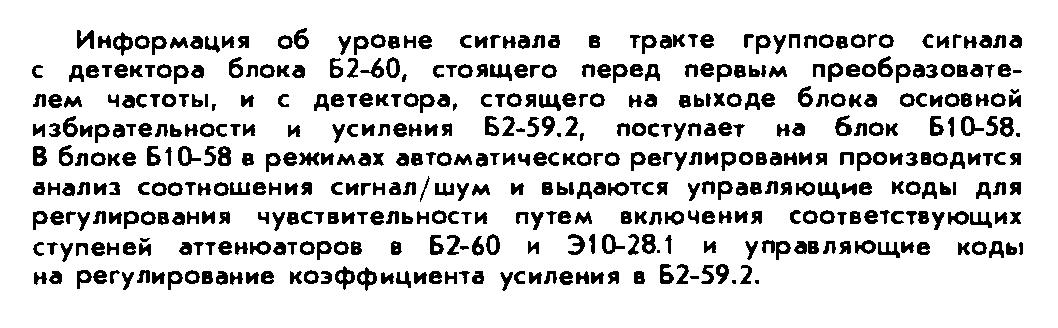 Информация об уровне сигнала в тракте группового сигнала
с детектора блока Б2-60, стоящего перед первым преобразовате-
лем частоты, и с детектора, стоящего на выходе блока основной
избирательности и усиления Б2-59.2, поступает на блок Б10-58.
В блоке Б10-58 в режимах автоматического регулирования производится
анализ соотношения сигнал/шум и выдаются управляющие коды для
регулирования чувствительности путем включения соответствующих
ступеней аттенюаторов в Б2-60 и Э10-28.1 и управляющие коды
на регулирование коэффициента усиления в Б2-59.2.